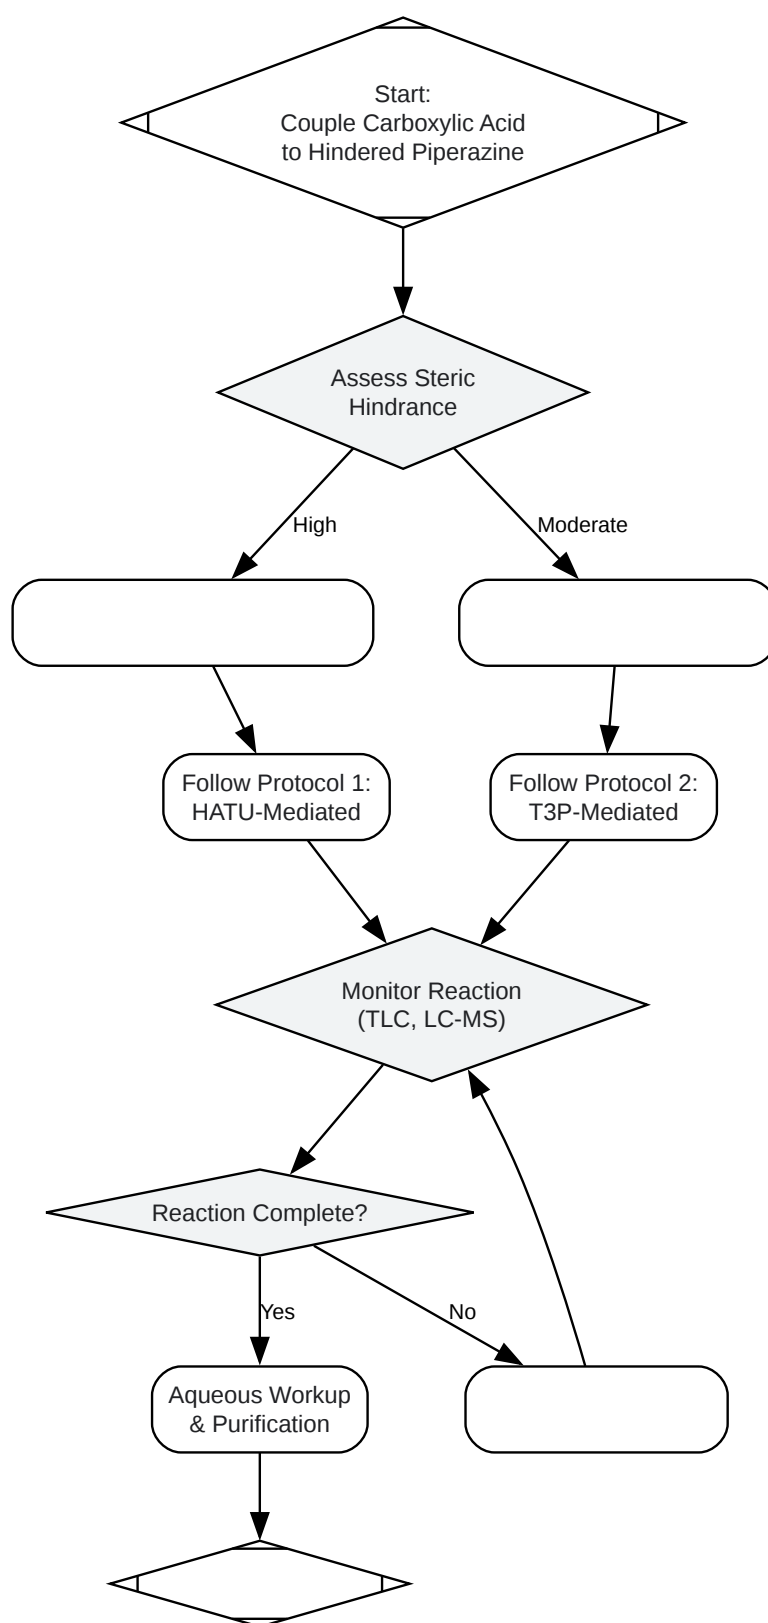 Start:
Couple Carboxylic Acid
to Hindered Piperazine
Assess Steric
Hindrance
High
Moderate
Follow Protocol 1:
HATU-Mediated
Follow Protocol 2:
T3P-Mediated
Monitor Reaction
(TLC, LC-MS)
Reaction Complete?
Yes
No
Aqueous Workup
& Purification